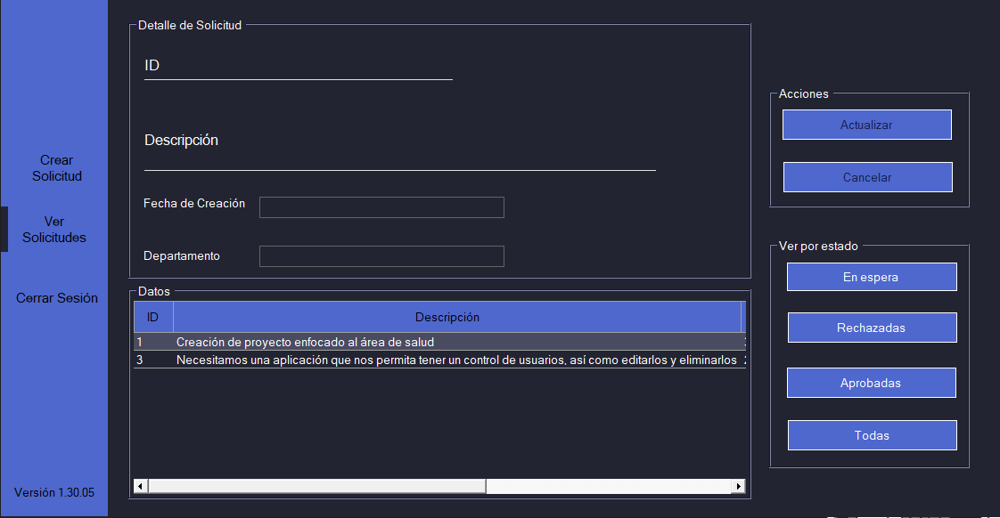 Crear
Solicitud
Ver
Solicitudes
Cerrar Sesión
Versión 1.30.05
Detalle de Solicitud
ID
Descripción
Fecha de Creación
Departamento
Datos
ID Descripción
1 Creación de proyecto enfocado al área de salud
3 Necesitamos una aplicación que nos permita tener un control de usuarios, así como editarlos y eliminarlos
Acciones
Actualizar
Cancelar
Ver por estado
En espera
Rechazadas
Aprobadas
Todas